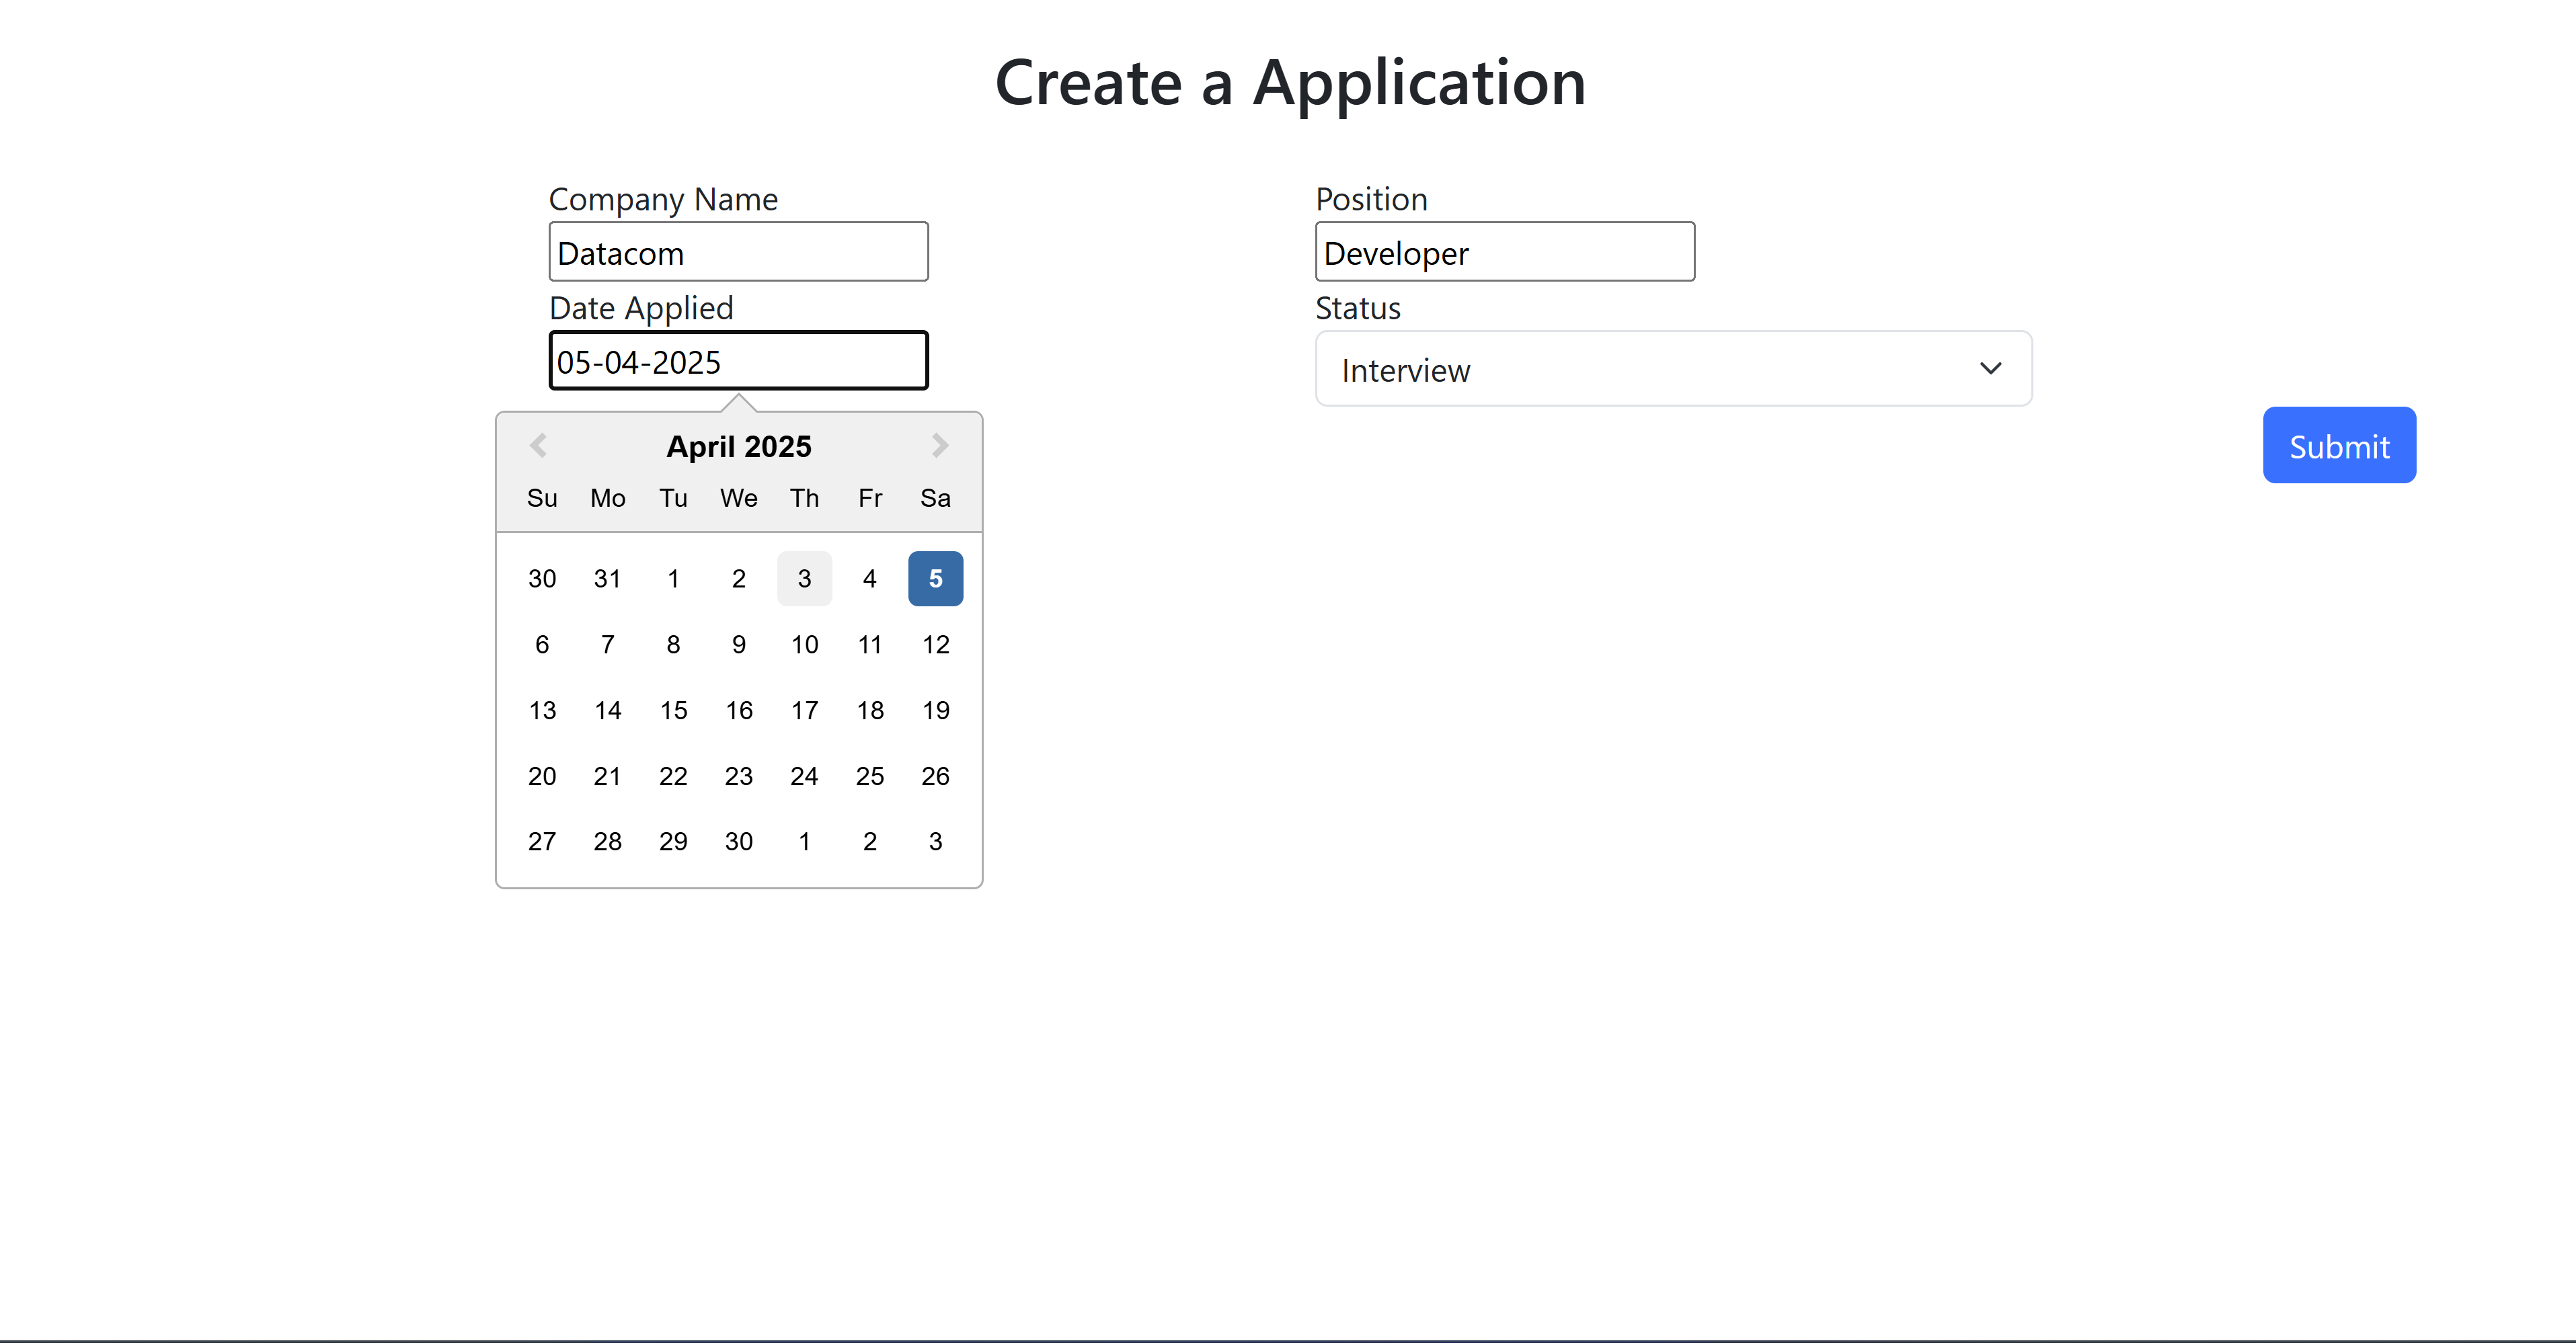 Create a Application
Company Name
Datacom
Position
Developer
Date Applied
05-04-2025
Status
Interview
April 2025
Su Mo Tu We Th Fr Sa
30 31 1 2 3 4 5
6 7 8 9 10 11 12
13 14 15 16 17 18 19
20 21 22 23 24 25 26
27 28 29 30 1 2 3
Submit